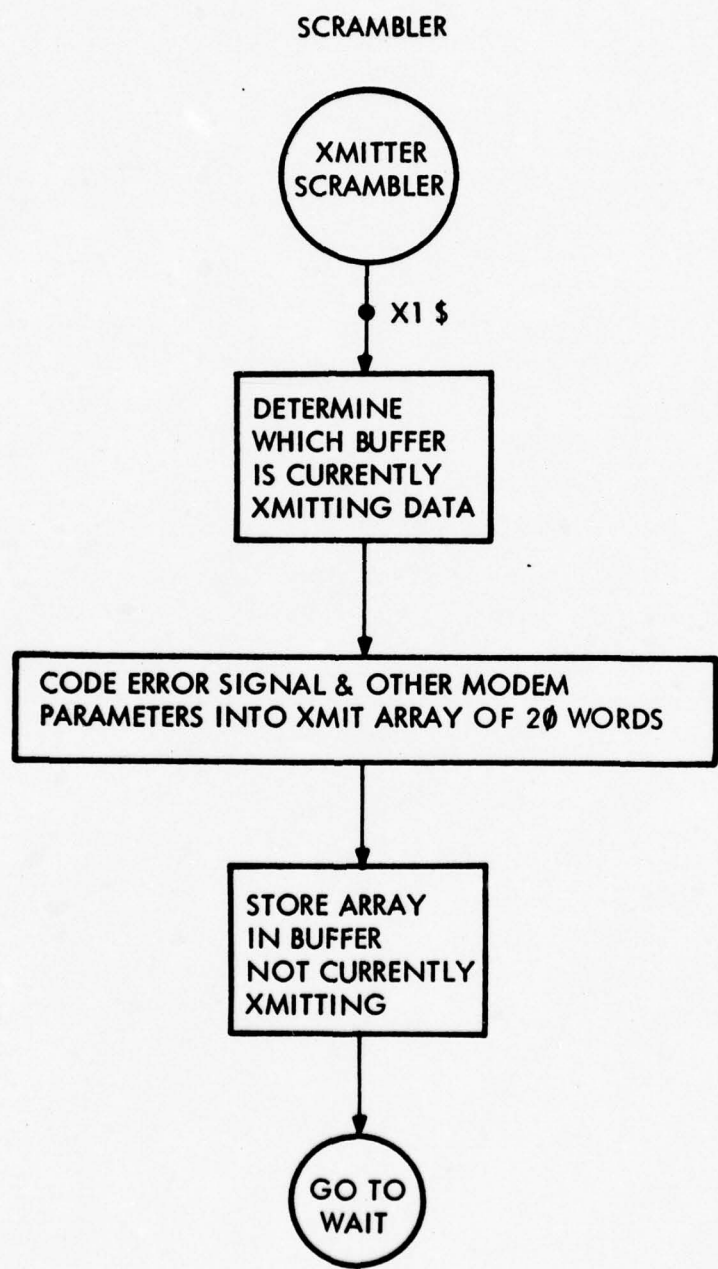 SCRAMBLER
XMITTER
SCRAMBLER
X1 $
DETERMINE
WHICH BUFFER
IS CURRENTLY
XMITTING DATA
CODE ERROR SIGNAL & OTHER MODEM
PARAMETERS INTO XMIT ARRAY OF 2Ø WORDS
STORE ARRAY
IN BUFFER
NOT CURRENTLY
XMITTING
GO TO
WAIT